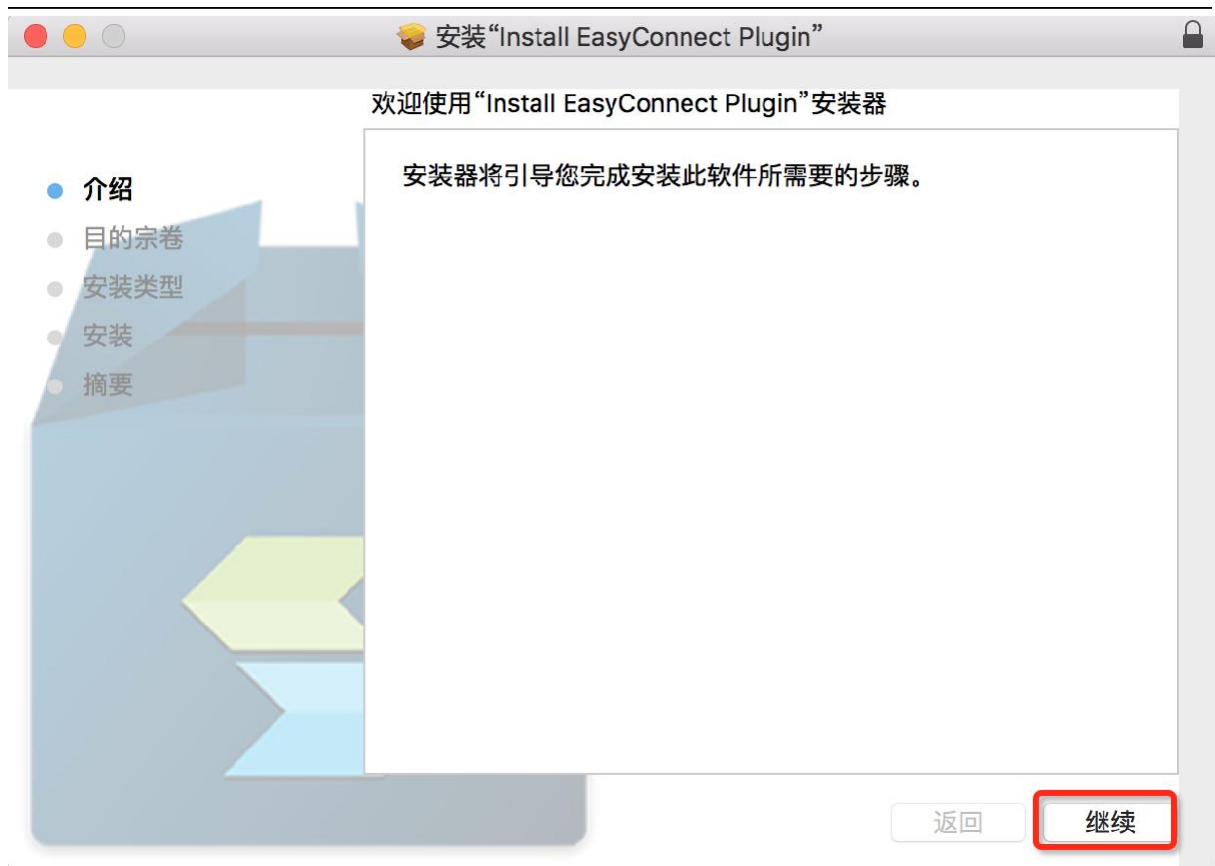 安装“Install EasyConnect Plugin”
欢迎使用“Install EasyConnect Plugin”安装器
安装器将引导您完成安装此软件所需要的步骤。
介绍
目的宗卷
安装类型
安装
摘要
返回
继续